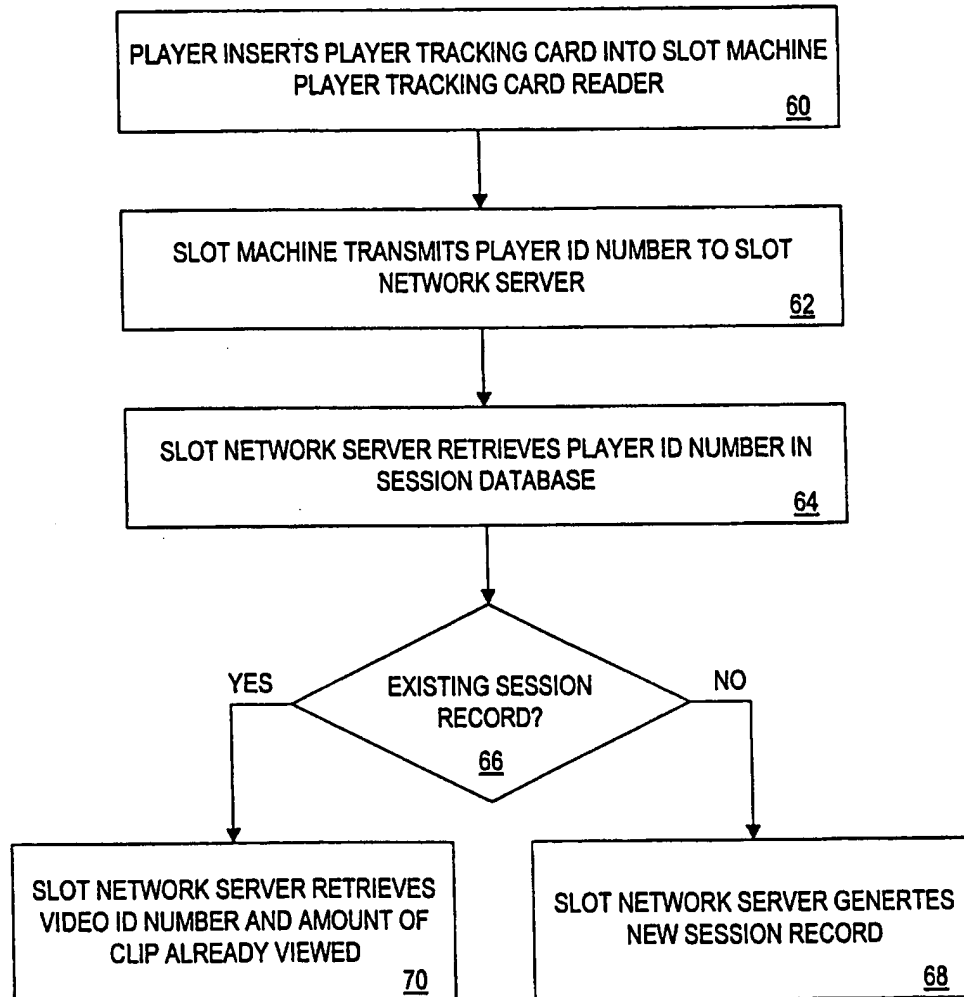 PLAYER INSERTS PLAYER TRACKING CARD INTO SLOT MACHINE
PLAYER TRACKING CARD READER
60
SLOT MACHINE TRANSMITS PLAYER ID NUMBER TO SLOT
NETWORK SERVER
62
SLOT NETWORK SERVER RETRIEVES PLAYER ID NUMBER IN
SESSION DATABASE
64
YES
EXISTING SESSION
RECORD?
66
NO
SLOT NETWORK SERVER RETRIEVES
VIDEO ID NUMBER AND AMOUNT OF
CLIP ALREADY VIEWED
70
SLOT NETWORK SERVER GENERTES
NEW SESSION RECORD
68